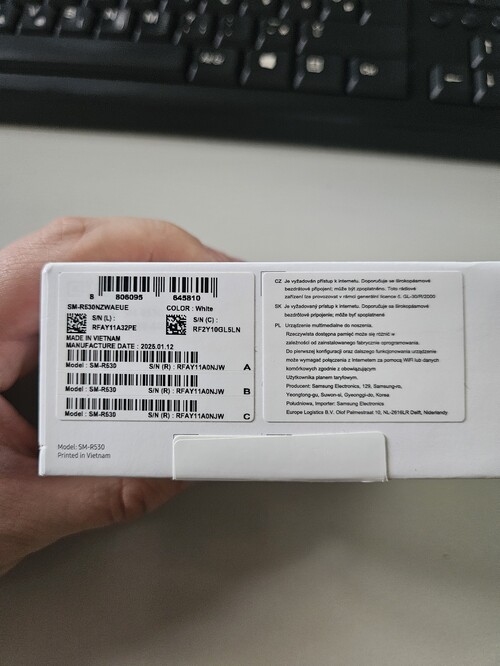 8 806095 645810
SM-R530NZWAEUE
COLOR : White
S/N (L) :
RFAY11A32PE
S/N (C) :
RF2Y10GL5LN
MADE IN VIETNAM
MANUFACTURE DATE : 2025.01.12
Model : SM-R530 S/N (R) : RFAY11A0NJW A
Model : SM-R530 S/N (R) : RFAY11A0NJW B
Model : SM-R530 S/N (R) : RFAY11A0NJW C
CZ Je vyžadován přístup k internetu. Doporučuje se širokopásmové
bezdrátové připojení; může být zpoplatněno. Toto rádiové
zařízení lze provozovat v rámci generální licence č. GL-30/R/2000
SK Je vyžadovaný prístup k internetu. Doporučuje se širokopásmové
bezdrôtové pripojenie; môže byť spoplatnené
PL Urządzenie multimedialne do noszenia.
Rzeczywista dostępna pamięć może się różnić w
zależności od zainstalowanego fabrycznie oprogramowania.
Do pierwszej konfiguracji oraz dalszego funkcjonowania urządzenie
może wymagać połączenia z Internetem za pomocą WiFi lub danych
komórkowych zgodnie z obowiązującym
Użytkownika planem taryfowym.
Producent: Samsung Electronics, 129, Samsung-ro,
Yeongtong-gu, Suwon-si, Gyeonggi-do, Korea
Południowa, Importer: Samsung Electronics
Europe Logistics B.V. Olof Palmestraat 10, NL-2616LR Delft, Niderlandy
Model: SM-R530
Printed in Vietnam